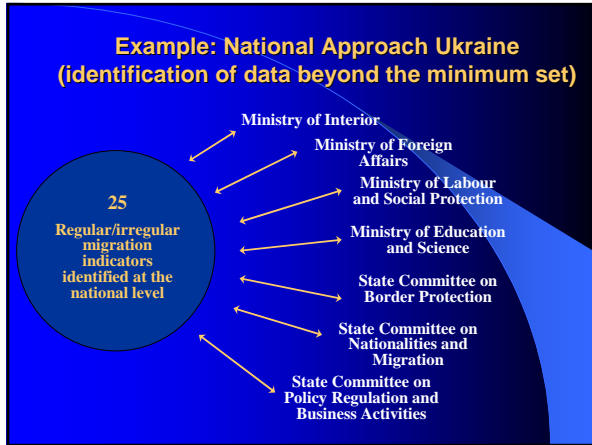 Example: National Approach Ukraine
(identification of data beyond the minimum set)
Ministry of Interior
Ministry of Foreign
Affairs
Ministry of Labour
and Social Protection
Ministry of Education
and Science
State Committee on
Border Protection
State Committee on
Nationalities and
Migration
State Committee on
Policy Regulation and
Business Activities
25
Regular/irregular
migration
indicators
identified at the
national level